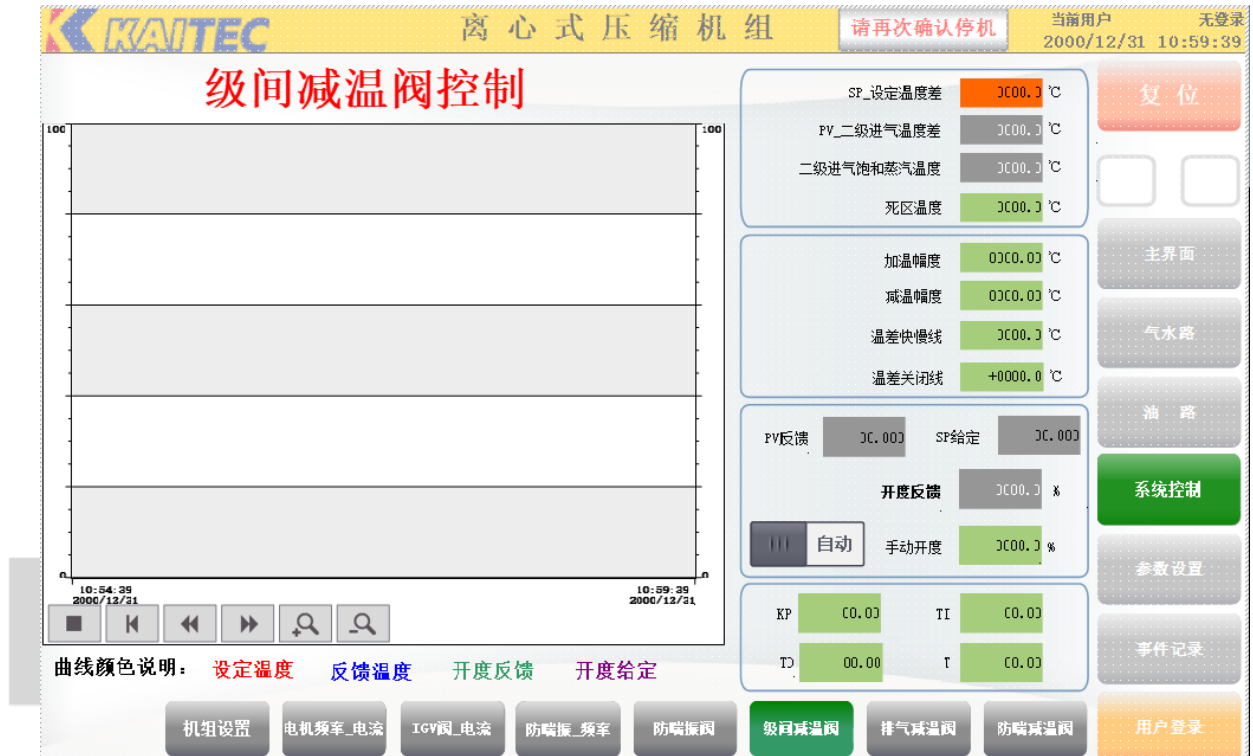 KAITEC 离心式压缩机组 请再次确认停机 当前用户 无登录
2000/12/31 10:59:39
级间减温阀控制
100 100
0 0
10:54:39 10:59:39
2000/12/31 2000/12/31
曲线颜色说明： 设定温度 反馈温度 开度反馈 开度给定
SP_设定温度差 ℃
PV_二级进气温度差 ℃
二级进气饱和蒸汽温度 ℃
死区温度 ℃
加温幅度 ℃
减温幅度 ℃
温差快慢线 ℃
温差关闭线 +0000.0 ℃
PV反馈 SP给定
开度反馈 %
自动 手动开度 %
KP TI
00.00 T
复位
主界面
气水路
油 路
系统控制
参数设置
事件记录
用户登录
机组设置 电机频率_电流 IGV阀_电流 防喘振_频率 防喘振阀 级间减温阀 排气减温阀 防喘减温阀